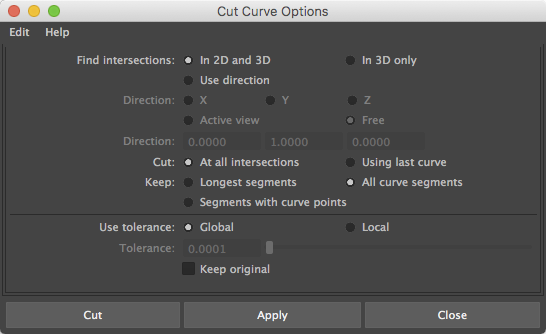 Cut Curve Options
Edit Help
Find intersections: In 2D and 3D In 3D only
Use direction
Direction: X Y Z
Active view Free
Direction: 0.0000 1.0000 0.0000
Cut: At all intersections Using last curve
Keep: Longest segments All curve segments
Segments with curve points
Use tolerance: Global Local
Tolerance: 0.0001
Keep original
Cut Apply Close